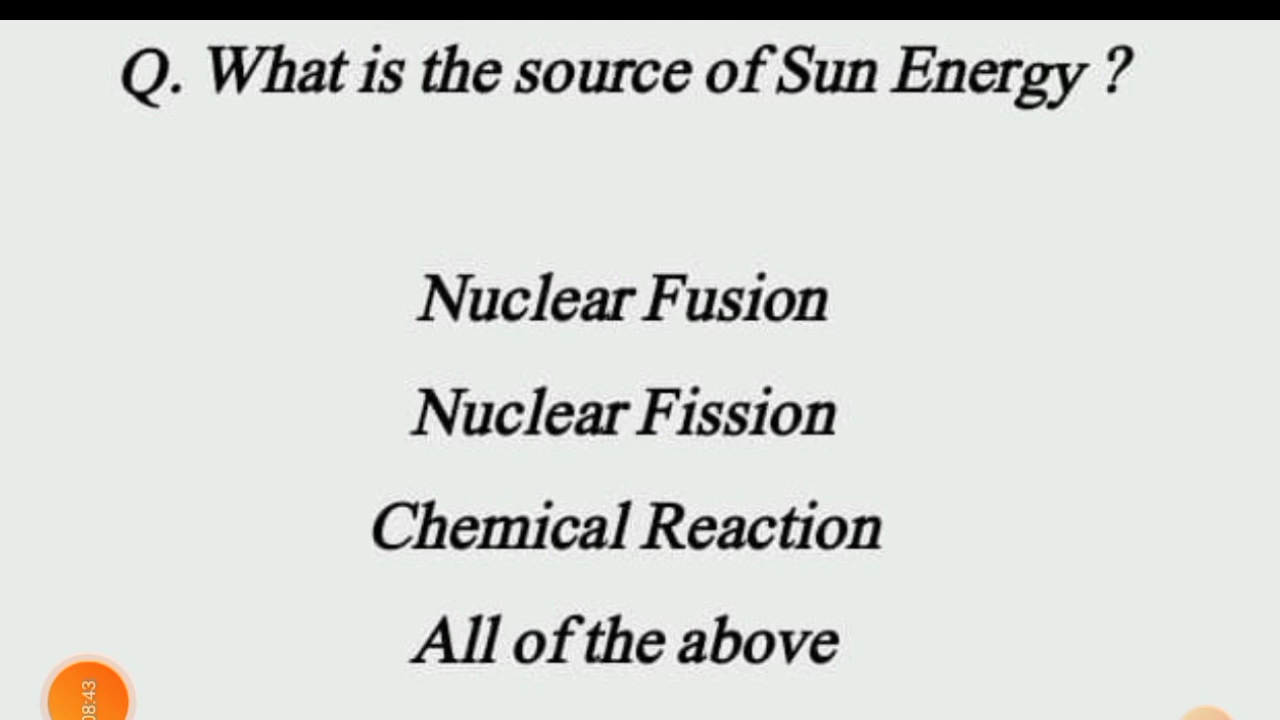 Q. What is the source of Sun Energy ?
Nuclear Fusion
Nuclear Fission
Chemical Reaction
All of the above
08:43